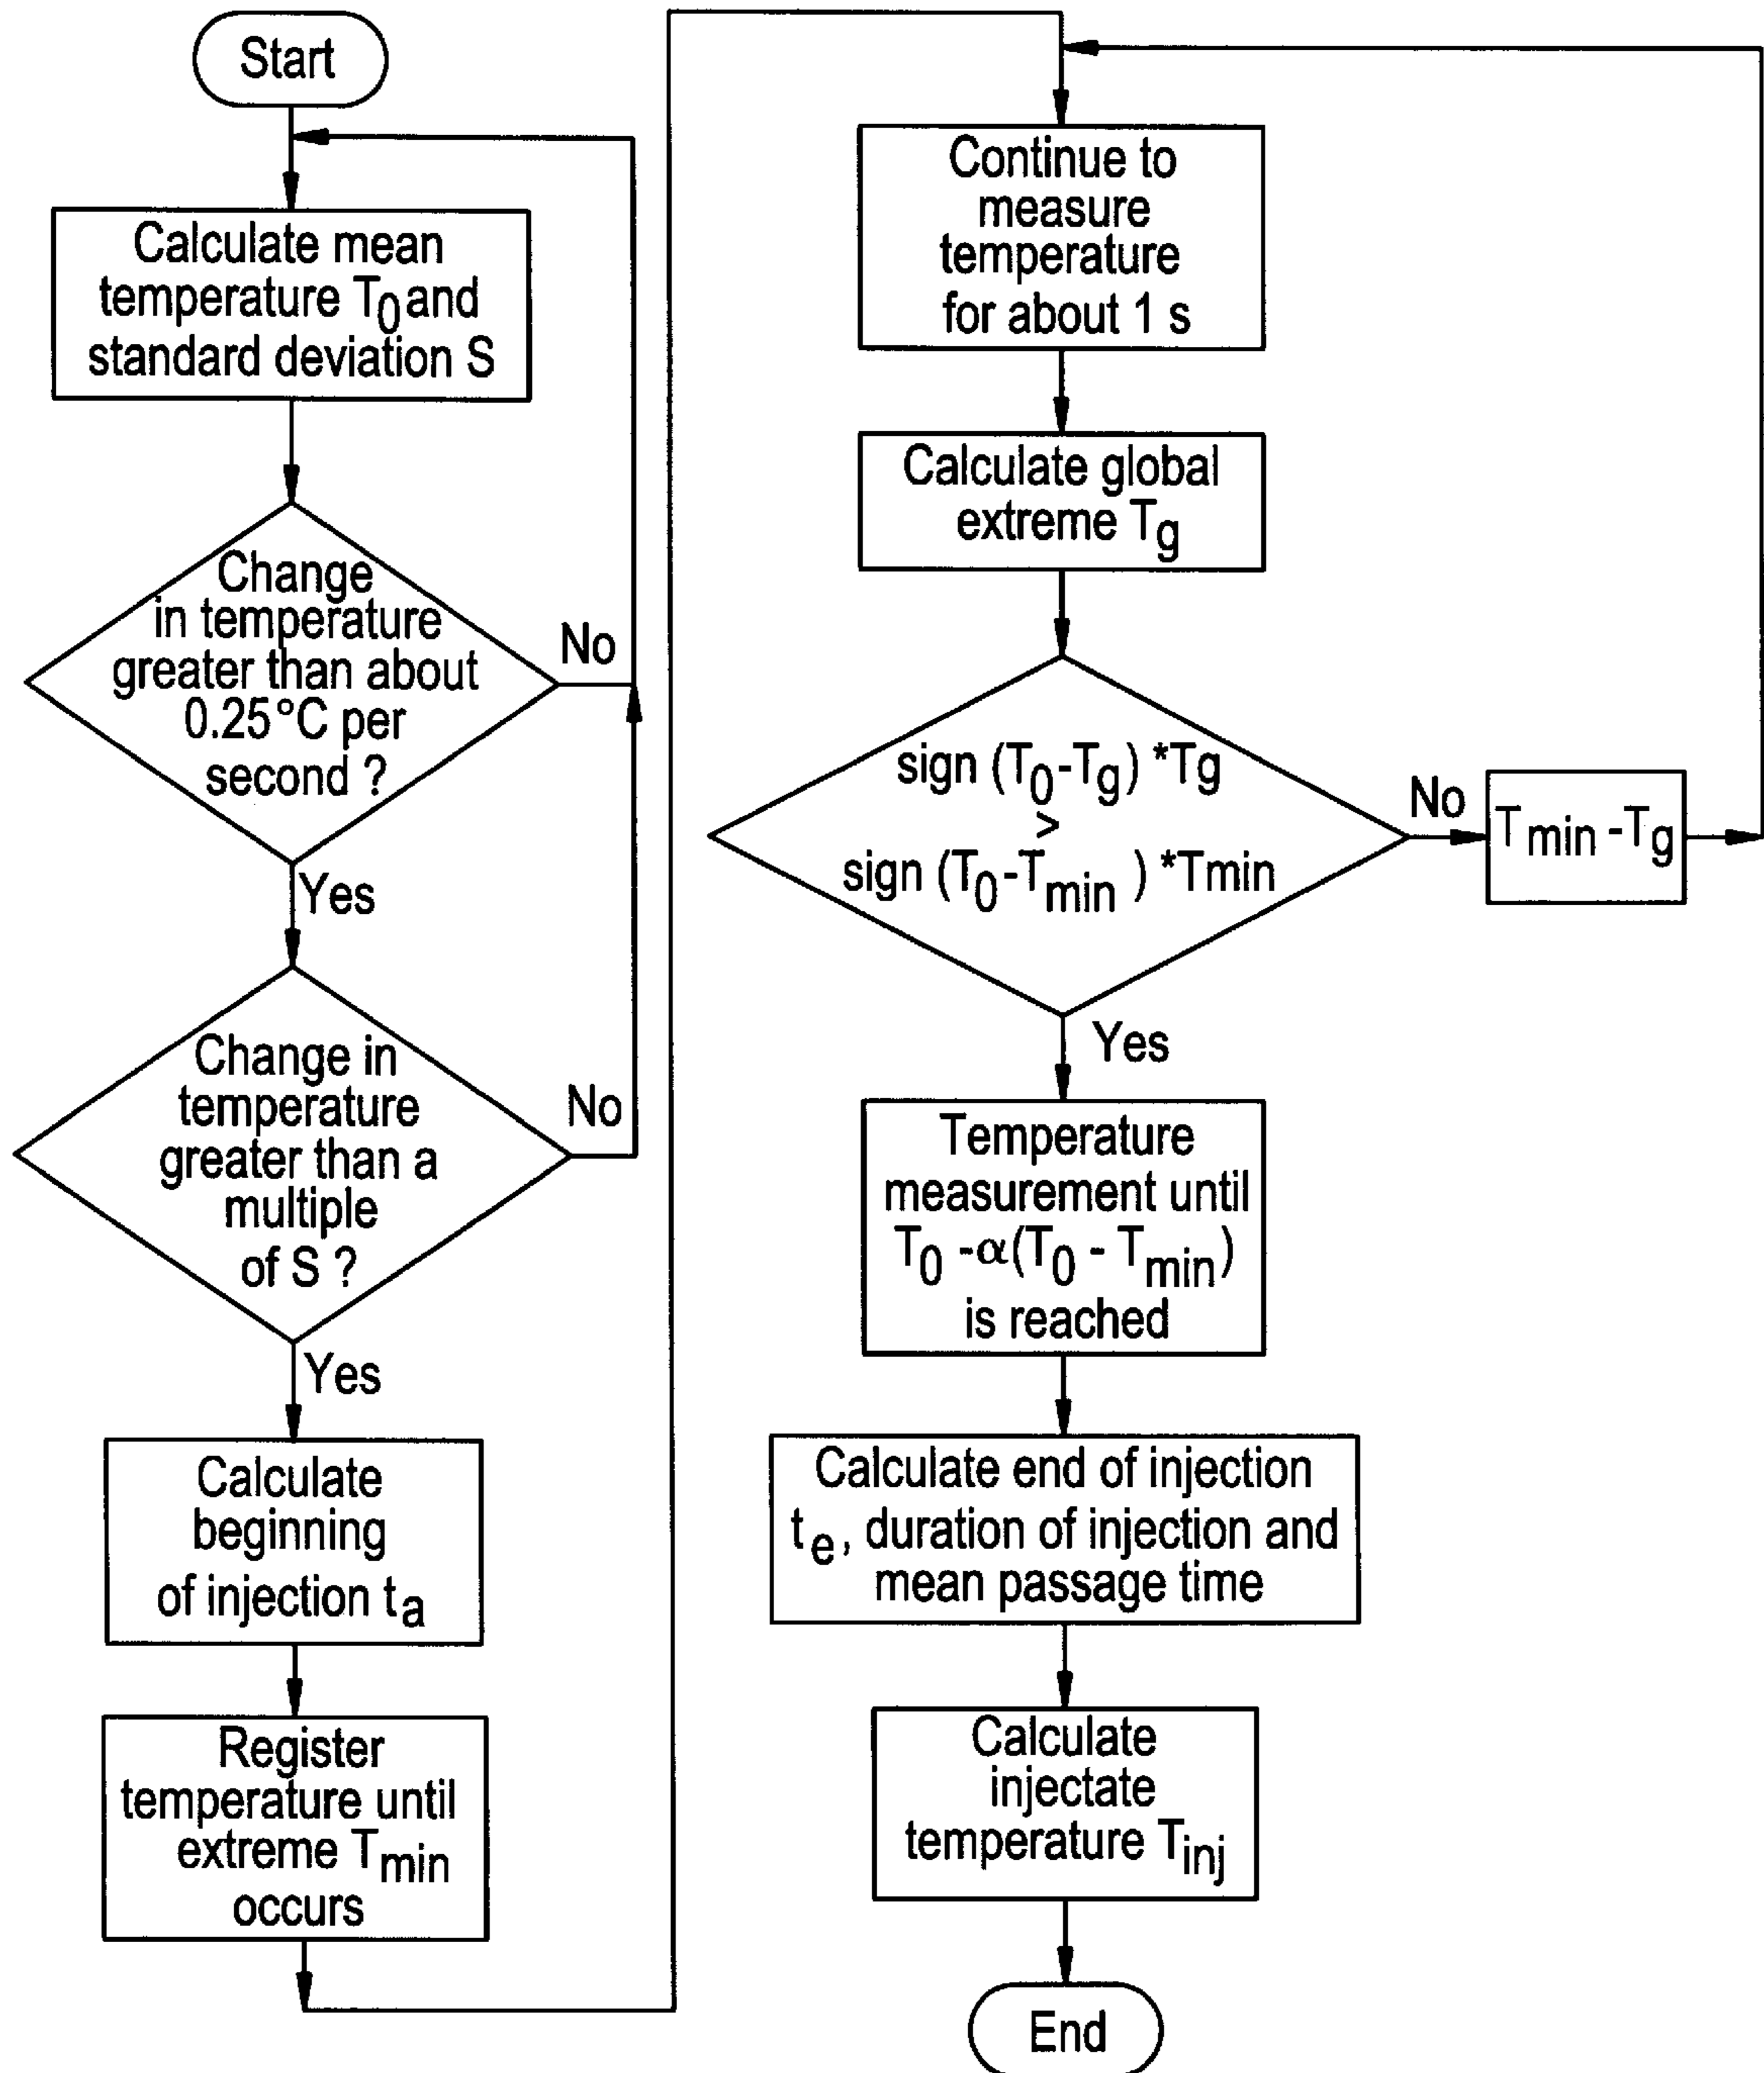 Start
Calculate mean
temperature T0 and
standard deviation S
Change
in temperature
greater than about
0.25°C per
second ?
No
Yes
Change in
temperature
greater than a
multiple
of S ?
No
Yes
Calculate
beginning
of injection ta
Register
temperature until
extreme Tmin
occurs
Continue to
measure
temperature
for about 1 s
Calculate global
extreme Tg
sign (T0-Tg) *Tg
>
sign (T0-Tmin ) *Tmin
No
Tmin -Tg
Yes
Temperature
measurement until
T0 -α(T0 - Tmin)
is reached
Calculate end of injection
te, duration of injection and
mean passage time
Calculate
injectate
temperature Tinj
End